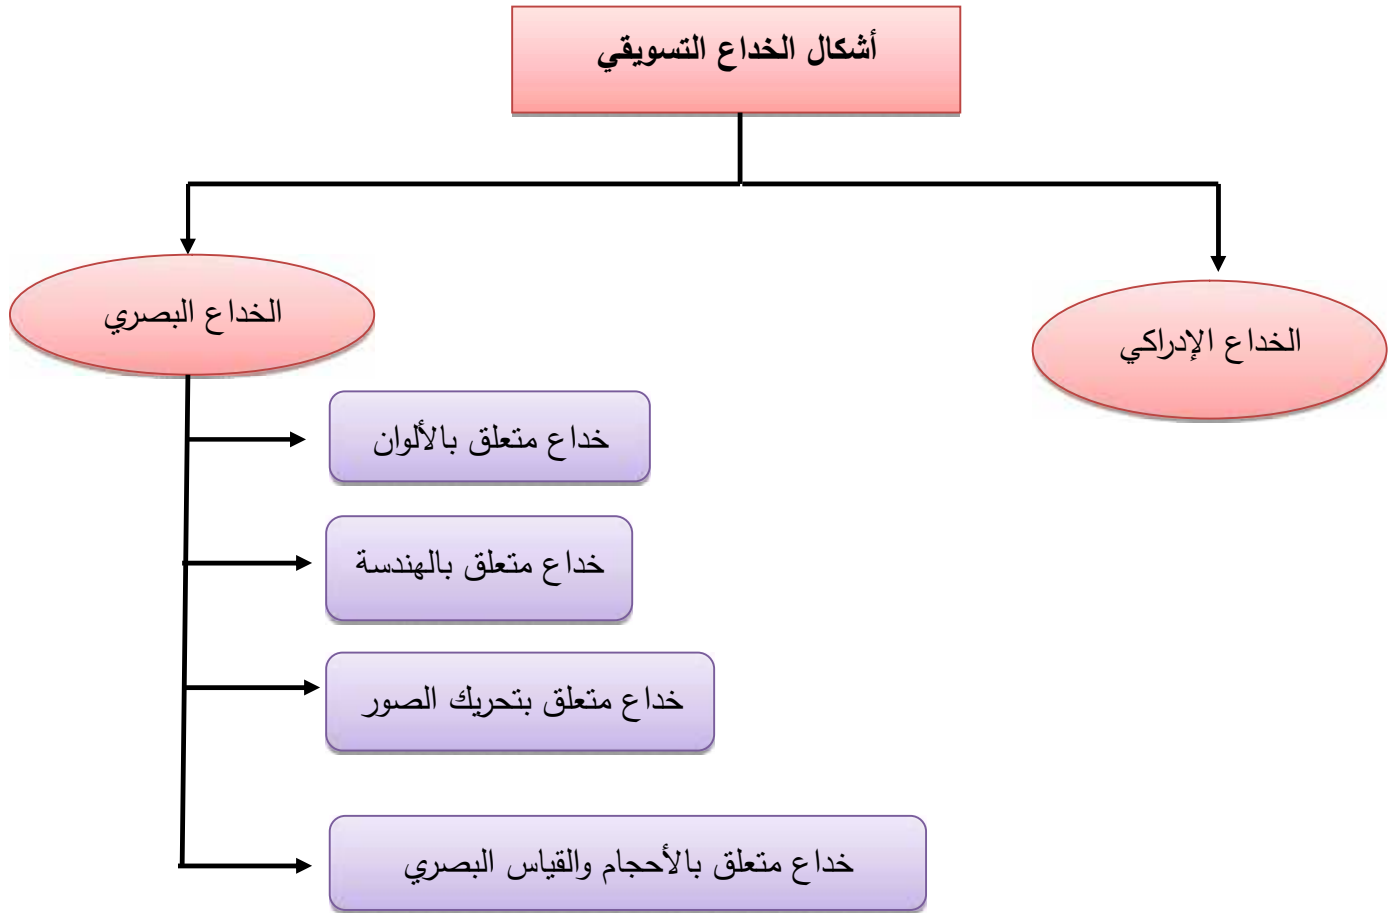 أشكال الخداع التسويقي
الخداع الإدراكي
الخداع البصري
خداع متعلق بالألوان
خداع متعلق بالهندسة
خداع متعلق بتحريك الصور
خداع متعلق بالأحجام والقياس البصري